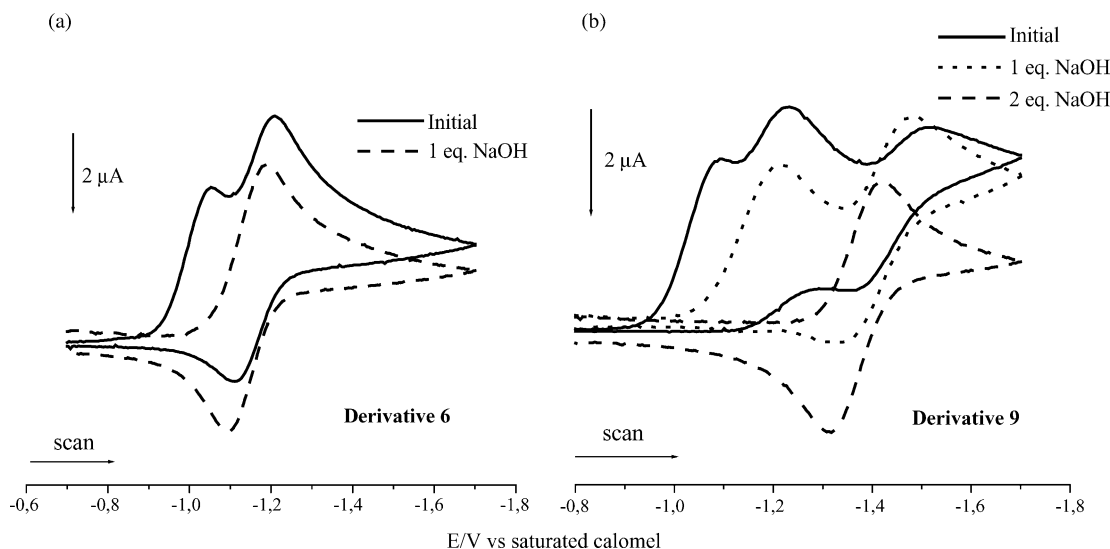 (a)
2 µA
Initial
1 eq. NaOH
Derivative 6
scan
-0,6
-1,0
-1,2
-1,4
-1,6
-1,8
(b)
Initial
1 eq. NaOH
2 eq. NaOH
2 µA
Derivative 9
scan
-0,8
-1,0
-1,2
-1,4
-1,6
-1,8
E/V vs saturated calomel